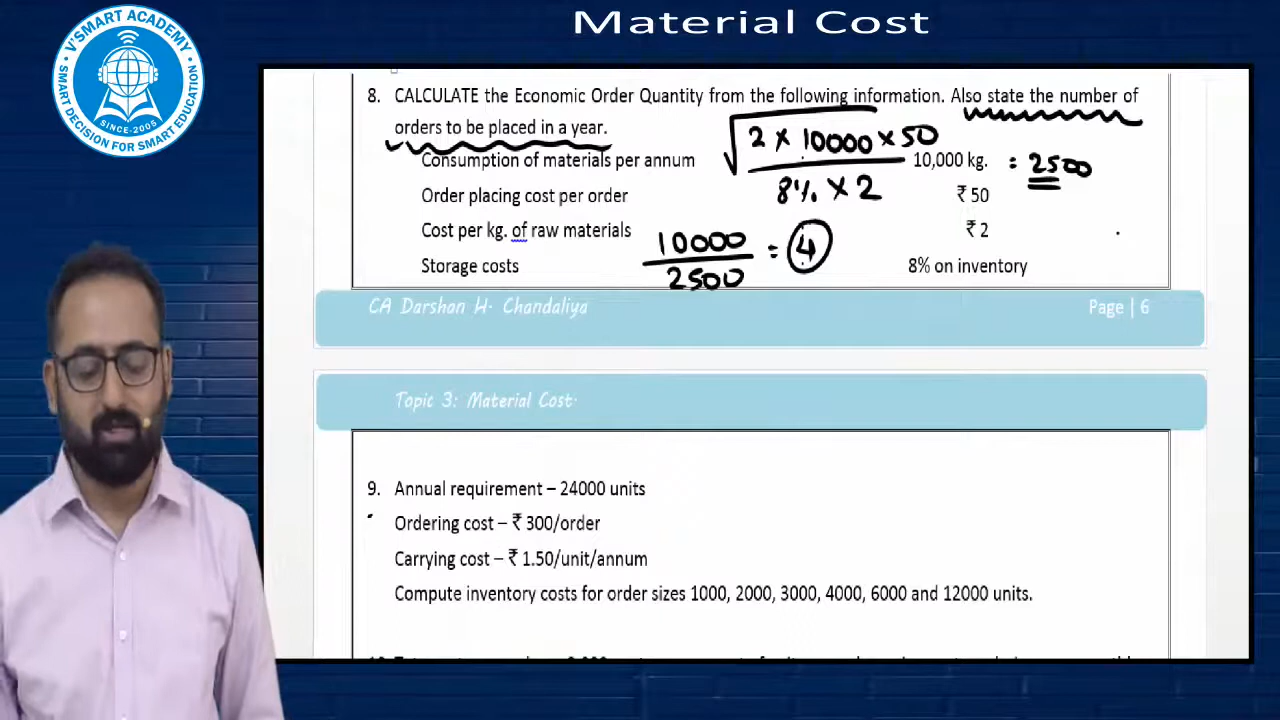 Material Cost
V'SMART ACADEMY
SINCE-2005
SMART DECISION FOR SMART EDUCATION
8. CALCULATE the Economic Order Quantity from the following information. Also state the number of
orders to be placed in a year.
Consumption of materials per annum 10,000 kg.
Order placing cost per order ₹ 50
Cost per kg. of raw materials ₹ 2
Storage costs 8% on inventory
√ 2 × 10000 × 50
8% × 2
= 2500
10000
2500
= 4
CA Darshan H. Chandaliya Page | 6
Topic 3: Material Cost.
9. Annual requirement – 24000 units
Ordering cost – ₹ 300/order
Carrying cost – ₹ 1.50/unit/annum
Compute inventory costs for order sizes 1000, 2000, 3000, 4000, 6000 and 12000 units.